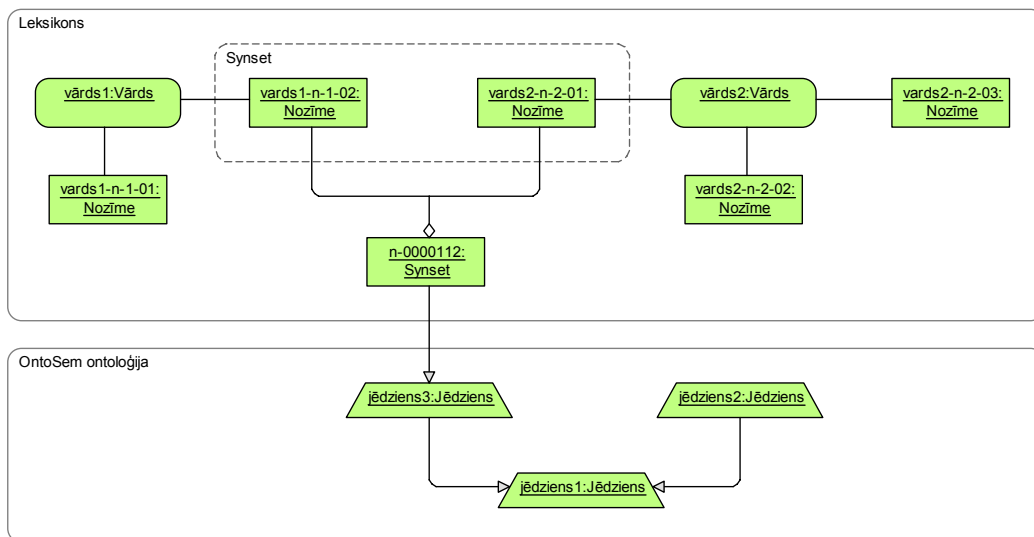 Leksikons
Synset
vārds1:Vārds
vards1-n-1-02:
Nozīme
vards2-n-2-01:
Nozīme
vārds2:Vārds
vards2-n-2-03:
Nozīme
vards1-n-1-01:
Nozīme
vards2-n-2-02:
Nozīme
n-0000112:
Synset
OntoSem ontoloģija
jēdziens3:Jēdziens
jēdziens2:Jēdziens
jēdziens1:Jēdziens